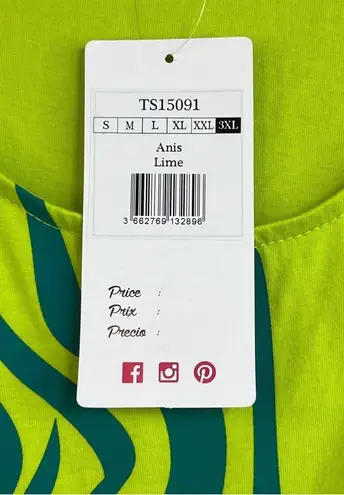 TS15091
S M L XL XXL 3XL
Anis
Lime
3 662769 132896
Price :
Prix :
Precio :